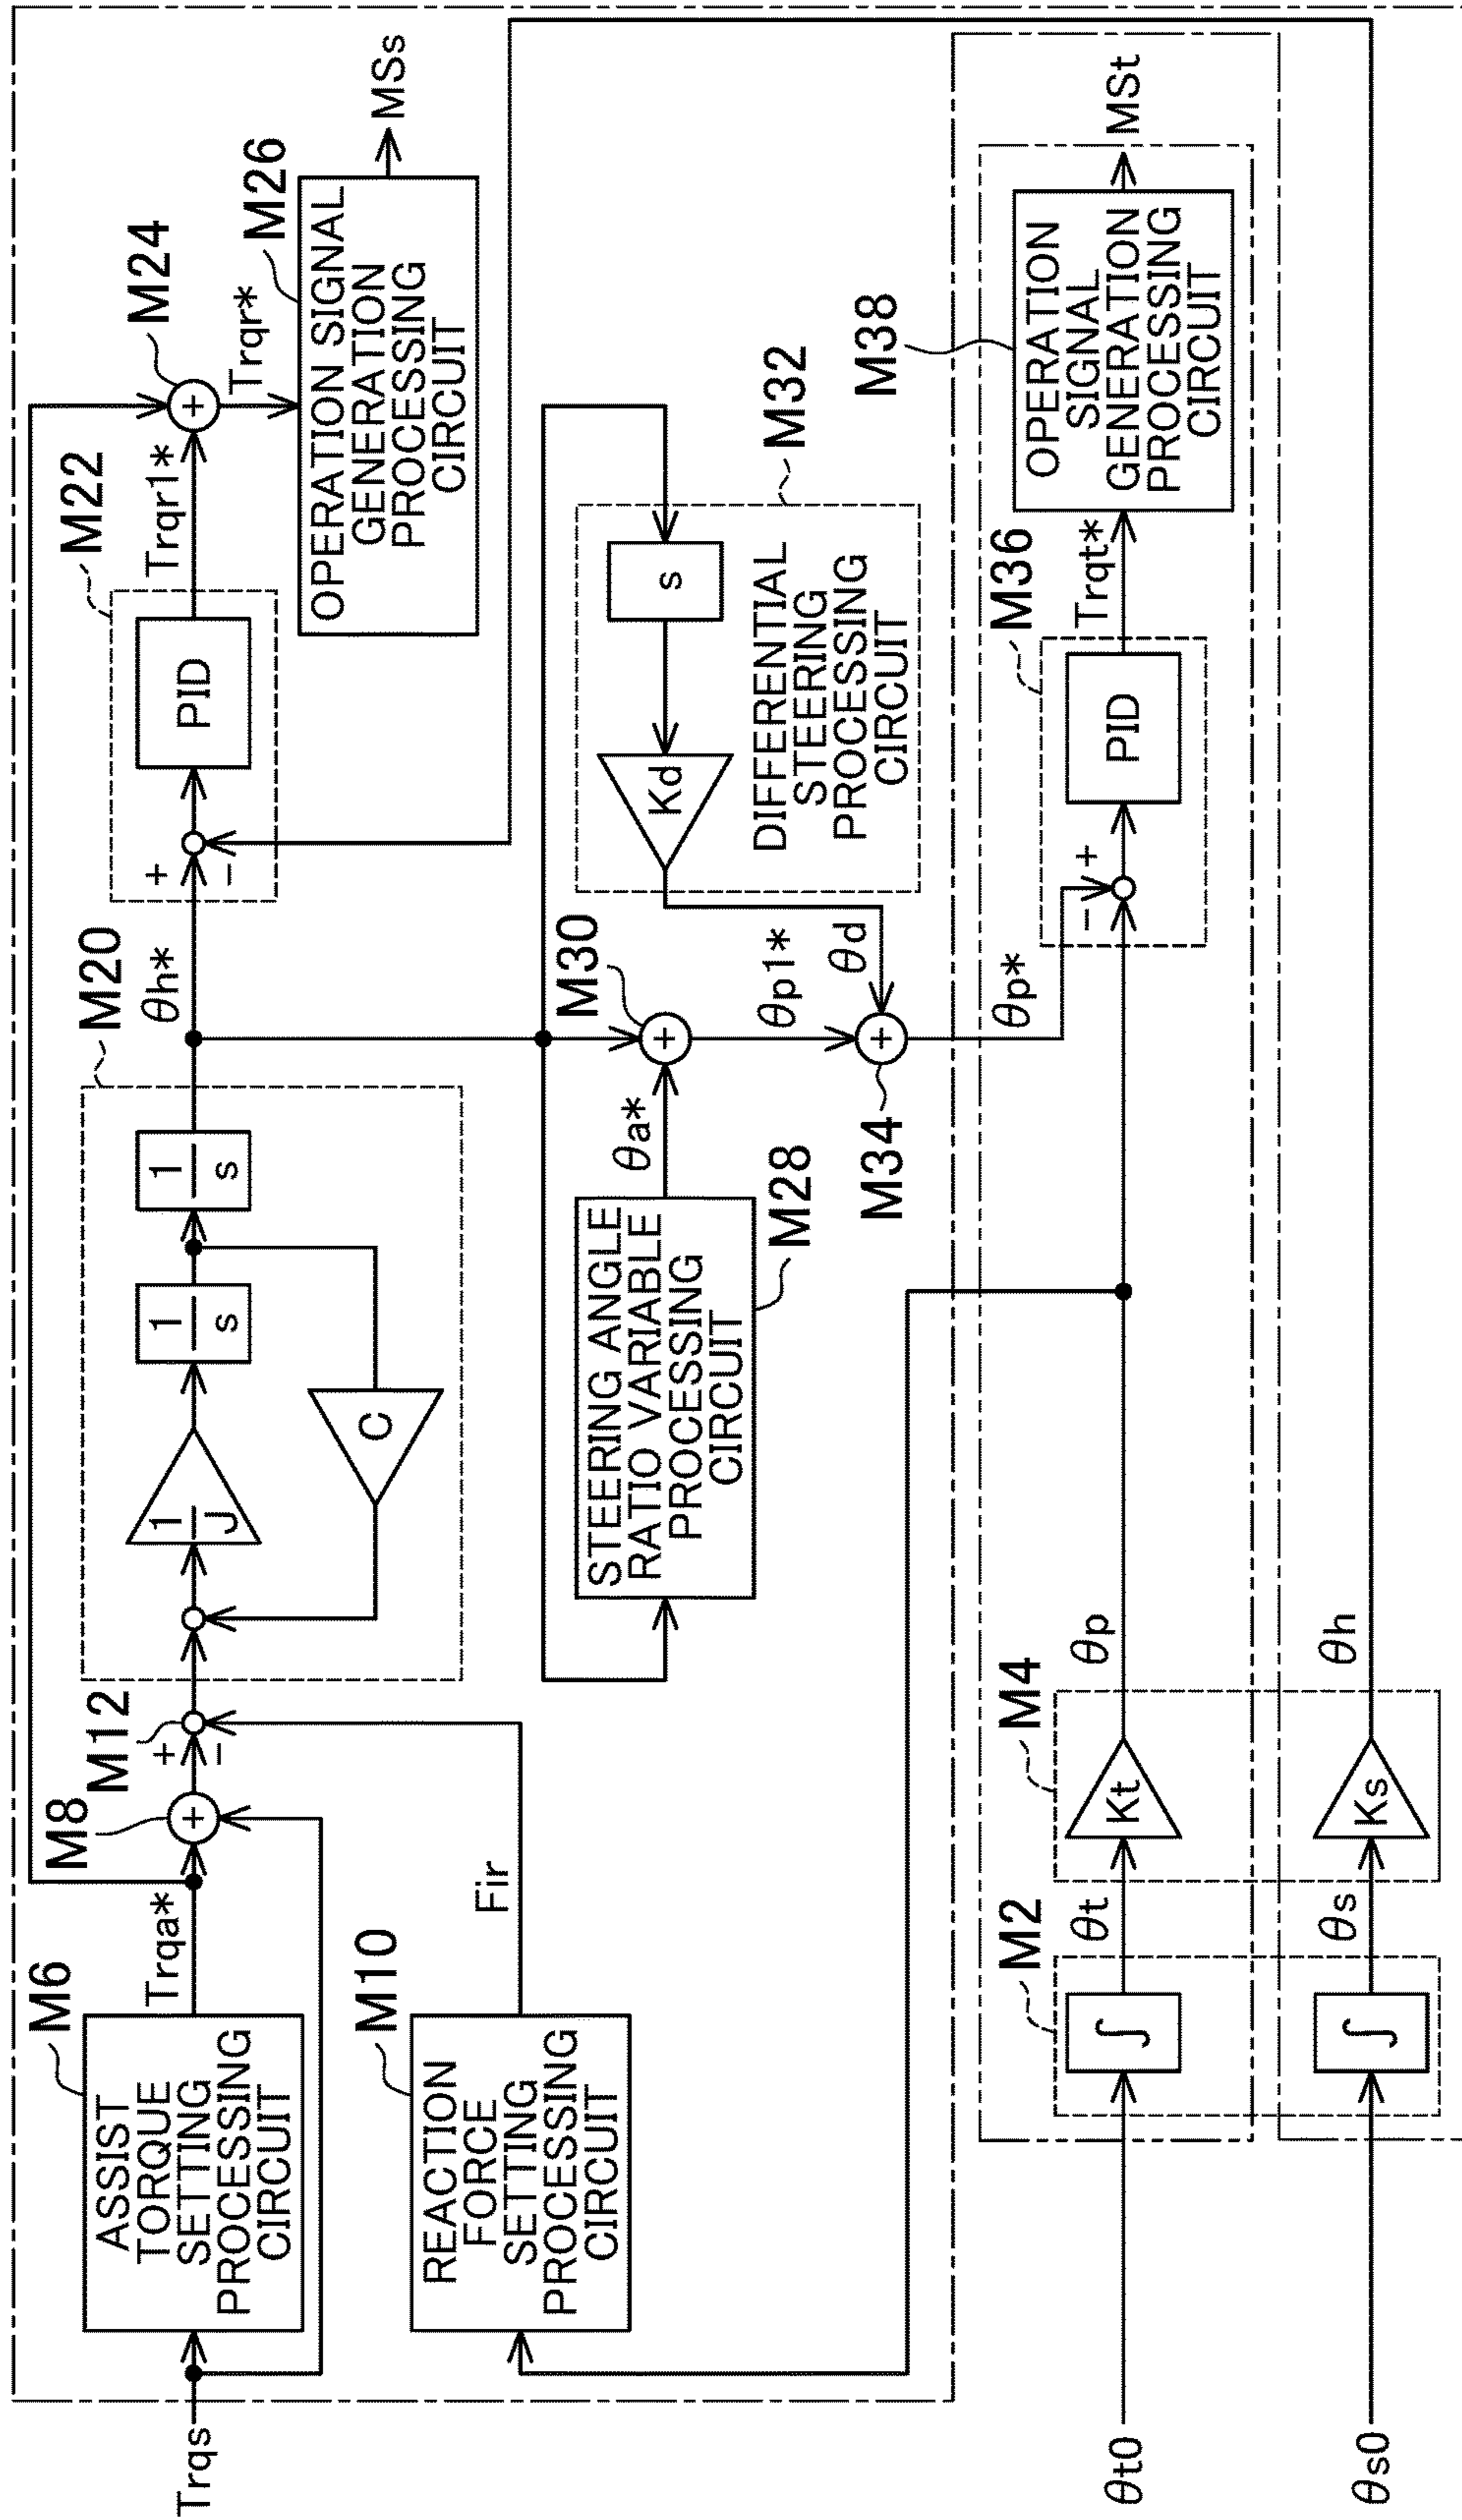 Trqs
M6
ASSIST
TORQUE
SETTING
PROCESSING
CIRCUIT
Trqa*
M8
+
M12
+
−
M10
REACTION
FORCE
SETTING
PROCESSING
CIRCUIT
Fir
M20
1
J
1
s
1
s
C
θh*
M22
+
−
PID
Trqr1*
M24
+
Trqr*
M26
OPERATION SIGNAL
GENERATION
PROCESSING
CIRCUIT
MSs
STEERING ANGLE
RATIO VARIABLE
PROCESSING
CIRCUIT
M28
θa*
M30
+
θp1*
M32
s
Kd
DIFFERENTIAL
STEERING
PROCESSING
CIRCUIT
θd
M34
+
θp*
θt0
M2
∫
θt
M4
Kt
θp
M36
−
+
PID
Trqt*
M38
OPERATION
SIGNAL
GENERATION
PROCESSING
CIRCUIT
MSt
θs0
∫
θs
Ks
θh